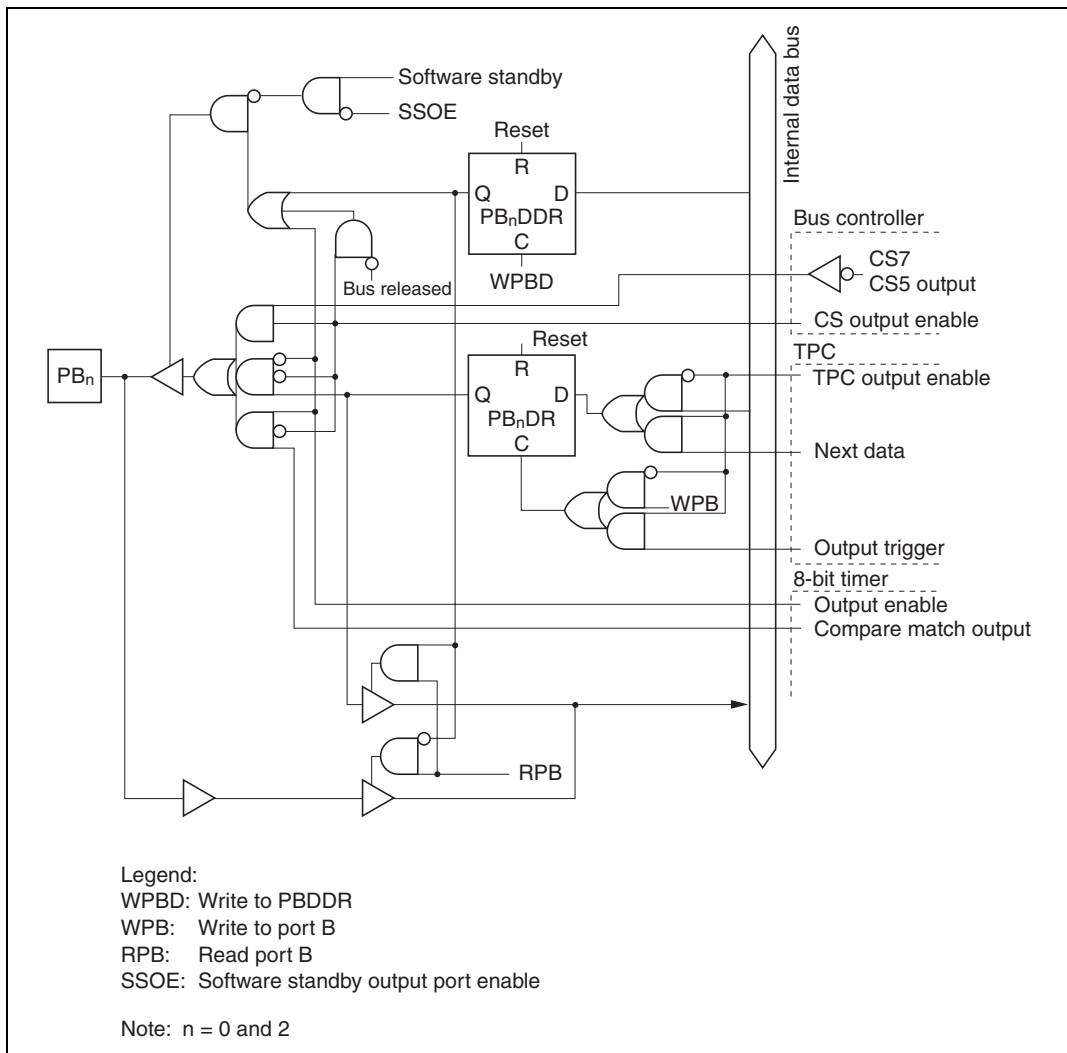 Software standby
SSOE
Internal data bus
Reset
R
Q D
PBnDDR
C
WPBD
Bus released
Bus controller
CS7
CS5 output
CS output enable
PBn
Reset
R
Q D
PBnDR
C
TPC
TPC output enable
Next data
WPB
Output trigger
8-bit timer
Output enable
Compare match output
RPB
Legend:
WPBD: Write to PBDDR
WPB: Write to port B
RPB: Read port B
SSOE: Software standby output port enable
Note: n = 0 and 2